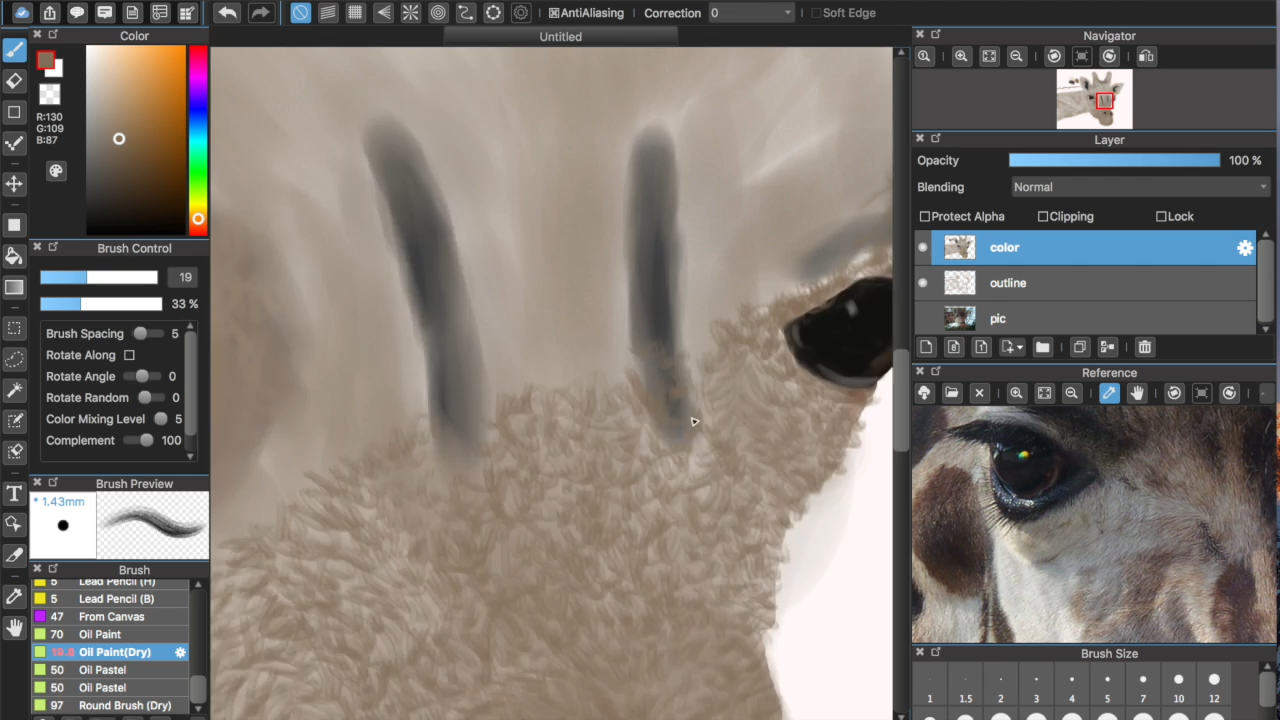 AntiAliasing
Correction
0
Soft Edge
Untitled
Color
R:130
G:109
B:87
Brush Control
19
33 %
Brush Spacing 5
Rotate Along
Rotate Angle 0
Rotate Random 0
Color Mixing Level 5
Complement 100
Brush Preview
* 1.43mm
Brush
5 Lead Pencil (H)
5 Lead Pencil (B)
47 From Canvas
70 Oil Paint
19.8 Oil Paint(Dry)
50 Oil Pastel
50 Oil Pastel
97 Round Brush (Dry)
Navigator
Layer
Opacity 100 %
Blending Normal
Protect Alpha Clipping Lock
color
outline
pic
Reference
Brush Size
1 1.5 2 3 4 5 7 10 12